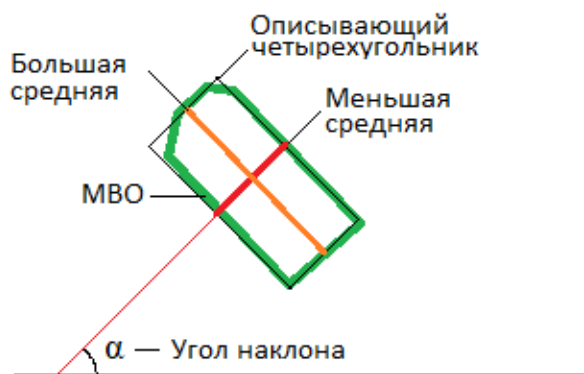 Описывающий
четырехугольник
Большая
средняя
Меньшая
средняя
МВО
α — Угол наклона